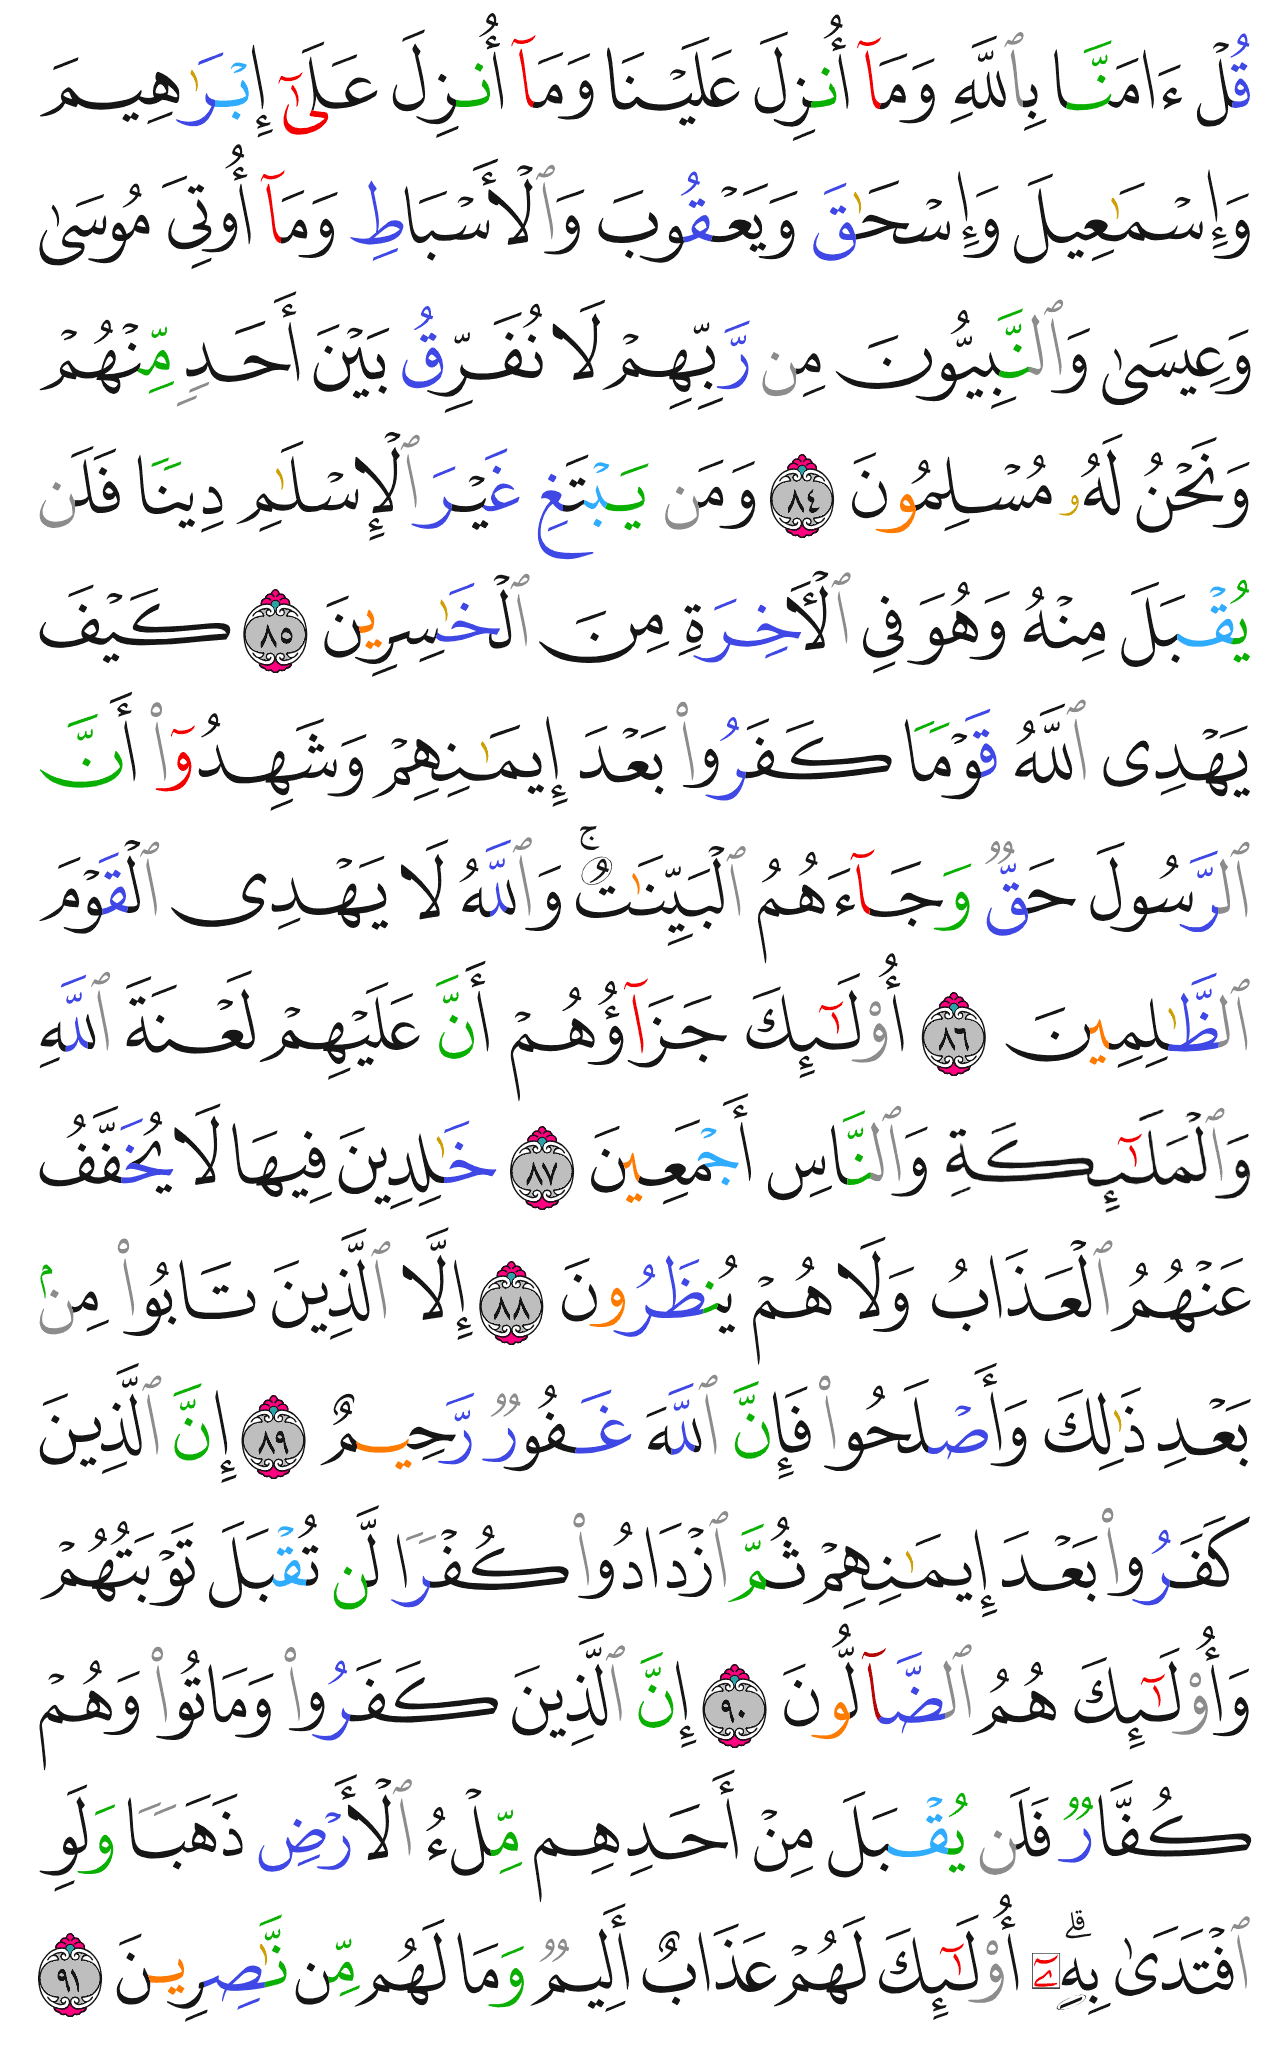 قُلْ ءَامَنَّا بِٱللَّهِ وَمَآ أُنزِلَ عَلَيْنَا وَمَآ أُنزِلَ عَلَىٰٓ إِبْرَٰهِيمَ
وَإِسْمَٰعِيلَ وَإِسْحَٰقَ وَيَعْقُوبَ وَٱلْأَسْبَاطِ وَمَآ أُوتِىَ مُوسَىٰ
وَعِيسَىٰ وَٱلنَّبِيُّونَ مِن رَّبِّهِمْ لَا نُفَرِّقُ بَيْنَ أَحَدٍ مِّنْهُمْ
وَنَحْنُ لَهُۥ مُسْلِمُونَ ٨٤ وَمَن يَبْتَغِ غَيْرَ ٱلْإِسْلَٰمِ دِينًا فَلَن
يُقْبَلَ مِنْهُ وَهُوَ فِى ٱلْأَخِرَةِ مِنَ ٱلْخَٰسِرِينَ ٨٥ كَيْفَ
يَهْدِى ٱللَّهُ قَوْمًا كَفَرُوا۟ بَعْدَ إِيمَٰنِهِمْ وَشَهِدُوٓا۟ أَنَّ
ٱلرَّسُولَ حَقٌّ وَجَآءَهُمُ ٱلْبَيِّنَٰتُ ۚ وَٱللَّهُ لَا يَهْدِى ٱلْقَوْمَ
ٱلظَّٰلِمِينَ ٨٦ أُو۟لَٰٓئِكَ جَزَآؤُهُمْ أَنَّ عَلَيْهِمْ لَعْنَةَ ٱللَّهِ
وَٱلْمَلَٰٓئِكَةِ وَٱلنَّاسِ أَجْمَعِينَ ٨٧ خَٰلِدِينَ فِيهَا لَا يُخَفَّفُ
عَنْهُمُ ٱلْعَذَابُ وَلَا هُمْ يُنظَرُونَ ٨٨ إِلَّا ٱلَّذِينَ تَابُوا۟ مِنۢ
بَعْدِ ذَٰلِكَ وَأَصْلَحُوا۟ فَإِنَّ ٱللَّهَ غَفُورٌ رَّحِيمٌ ٨٩ إِنَّ ٱلَّذِينَ
كَفَرُوا۟ بَعْدَ إِيمَٰنِهِمْ ثُمَّ ٱزْدَادُوا۟ كُفْرًا لَّن تُقْبَلَ تَوْبَتُهُمْ
وَأُو۟لَٰٓئِكَ هُمُ ٱلضَّآلُّونَ ٩٠ إِنَّ ٱلَّذِينَ كَفَرُوا۟ وَمَاتُوا۟ وَهُمْ
كُفَّارٌ فَلَن يُقْبَلَ مِنْ أَحَدِهِم مِّلْءُ ٱلْأَرْضِ ذَهَبًا وَلَوِ
ٱفْتَدَىٰ بِهِۦٓ ۗ أُو۟لَٰٓئِكَ لَهُمْ عَذَابٌ أَلِيمٌ وَمَا لَهُم مِّن نَّٰصِرِينَ ٩١